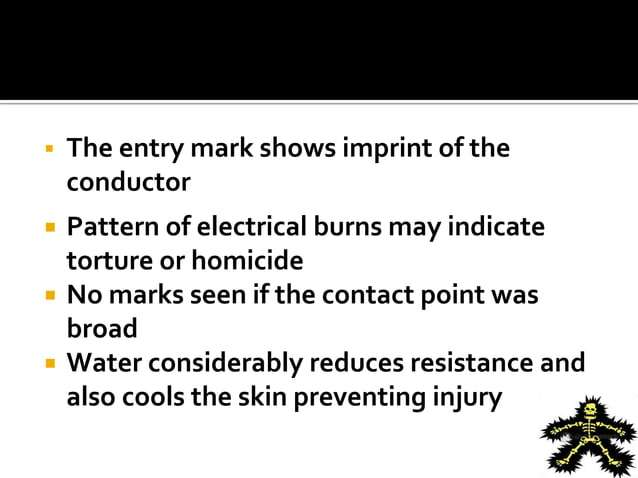 The entry mark shows imprint of the
conductor
Pattern of electrical burns may indicate
torture or homicide
No marks seen if the contact point was
broad
Water considerably reduces resistance and
also cools the skin preventing injury